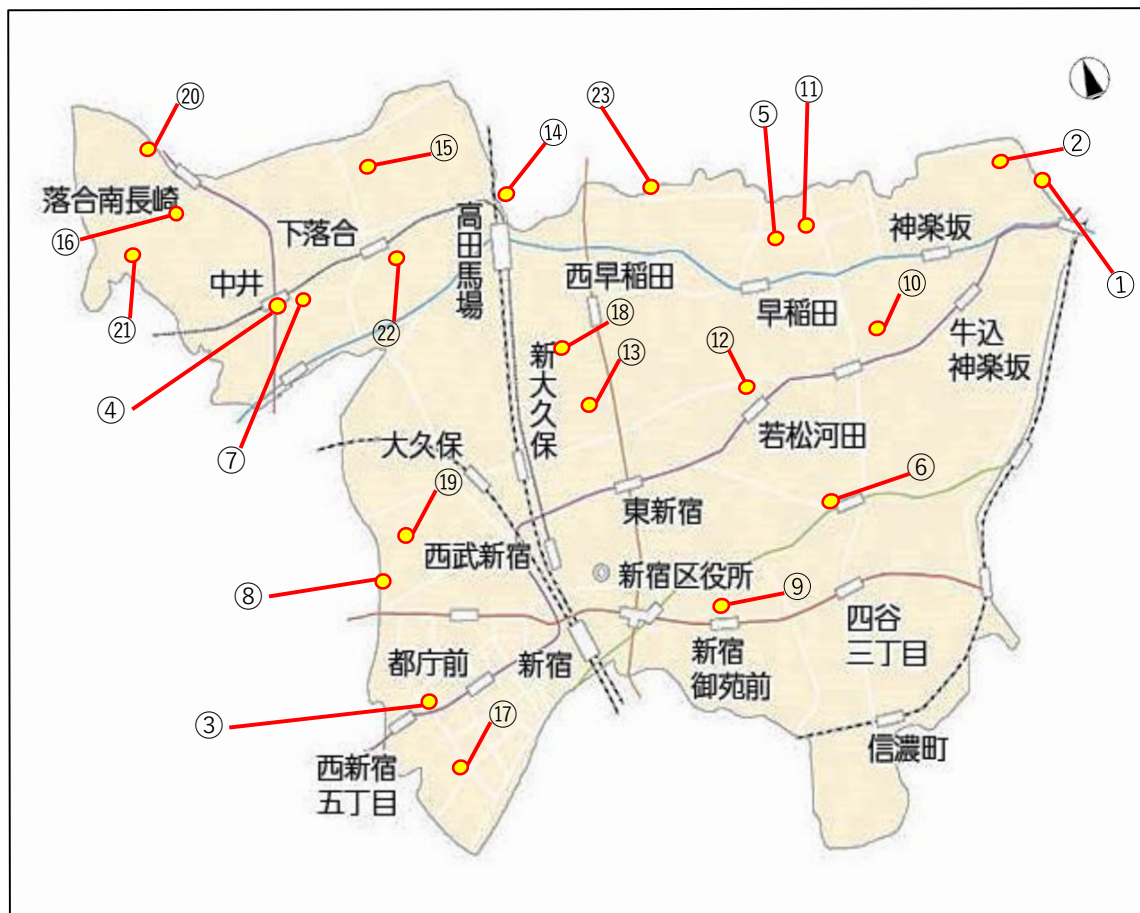 ⑳
⑪
㉓
⑤
⑭
②
⑮
落合南長崎
⑯
下落合
高田
馬場
神楽坂
①
中井
西早稲田
㉑
㉒
早稲田
⑩
⑱
⑬
⑫
牛込
神楽坂
④
新大久保
⑦
若松河田
大久保
⑲
⑥
東新宿
西武新宿
⑧
新宿区役所
⑨
四谷
三丁目
都庁前
新宿
新宿
御苑前
③
⑰
信濃町
西新宿
五丁目